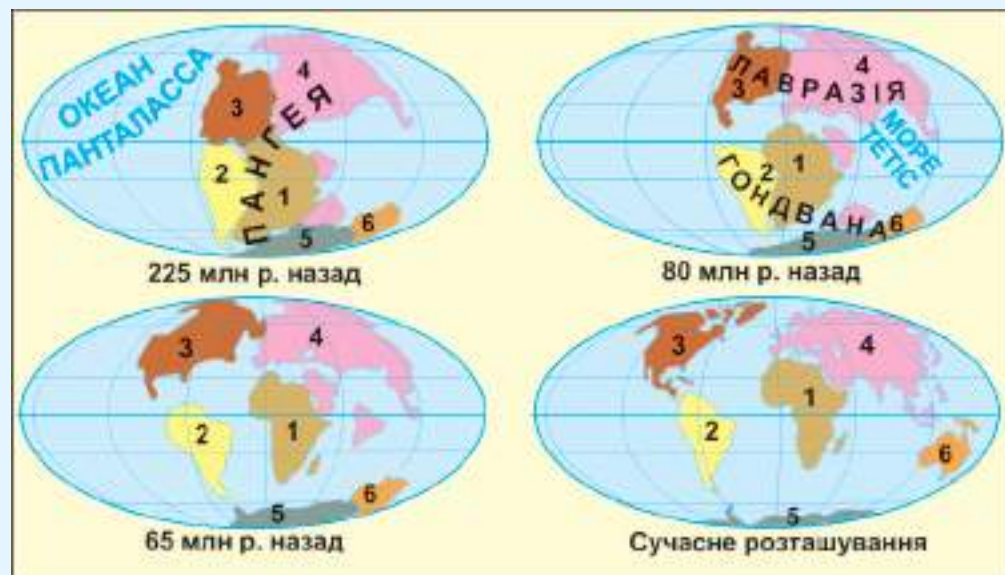 ОКЕАН
ПАНТАЛАССА
4
3
ПАНГЕЯ
2
1
5
6
225 млн р. назад
ЛАВРАЗІЯ
4
3
МОРЕ
ТЕТІС
1
2
ГОНДВАНА
6
5
80 млн р. назад
3
4
2
1
6
5
65 млн р. назад
3
4
1
2
6
5
Сучасне розташування